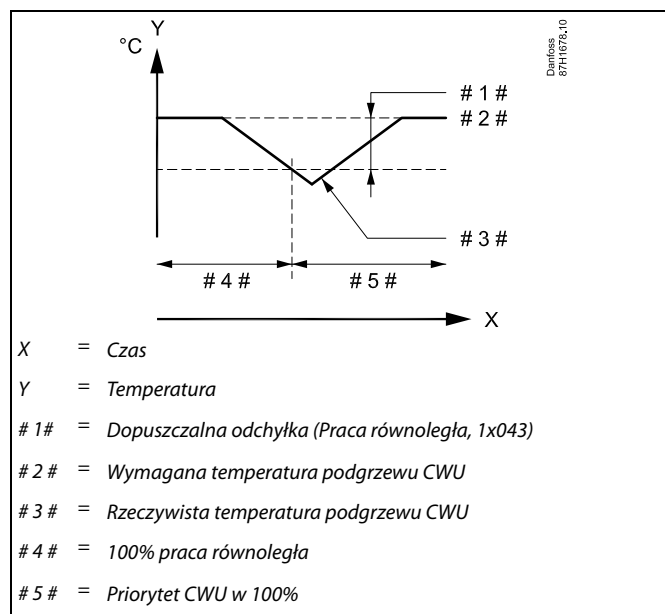 Y
°C
Danfoss
87H1678.10
# 1 #
# 2 #
# 3 #
# 4 #
# 5 #
X
X = Czas
Y = Temperatura
# 1# = Dopuszczalna odchyłka (Praca równoległa, 1x043)
# 2 # = Wymagana temperatura podgrzewu CWU
# 3 # = Rzeczywista temperatura podgrzewu CWU
# 4 # = 100% praca równoległa
# 5 # = Priorytet CWU w 100%